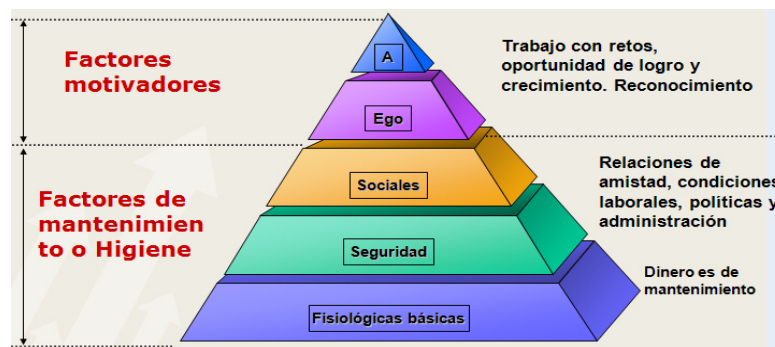 Factores
motivadores
A
Trabajo con retos,
oportunidad de logro y
crecimiento. Reconocimiento
Ego
Factores de
mantenimien
to o Higiene
Sociales
Relaciones de
amistad, condiciones
laborales, politicas y
administración
Seguridad
Dinero es de
mantenimiento
Fisiológicas básicas